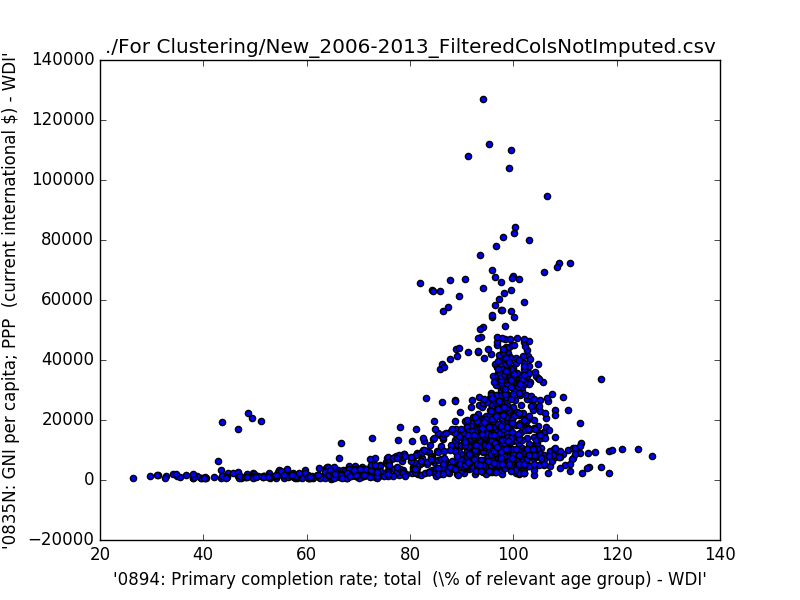 ./For Clustering/New_2006-2013_FilteredColsNotImputed.csv
'0835N: GNI per capita; PPP  (current international $) - WDI'
140000
120000
100000
80000
60000
40000
20000
0
−20000
20 40 60 80 100 120 140
'0894: Primary completion rate; total  (\% of relevant age group) - WDI'